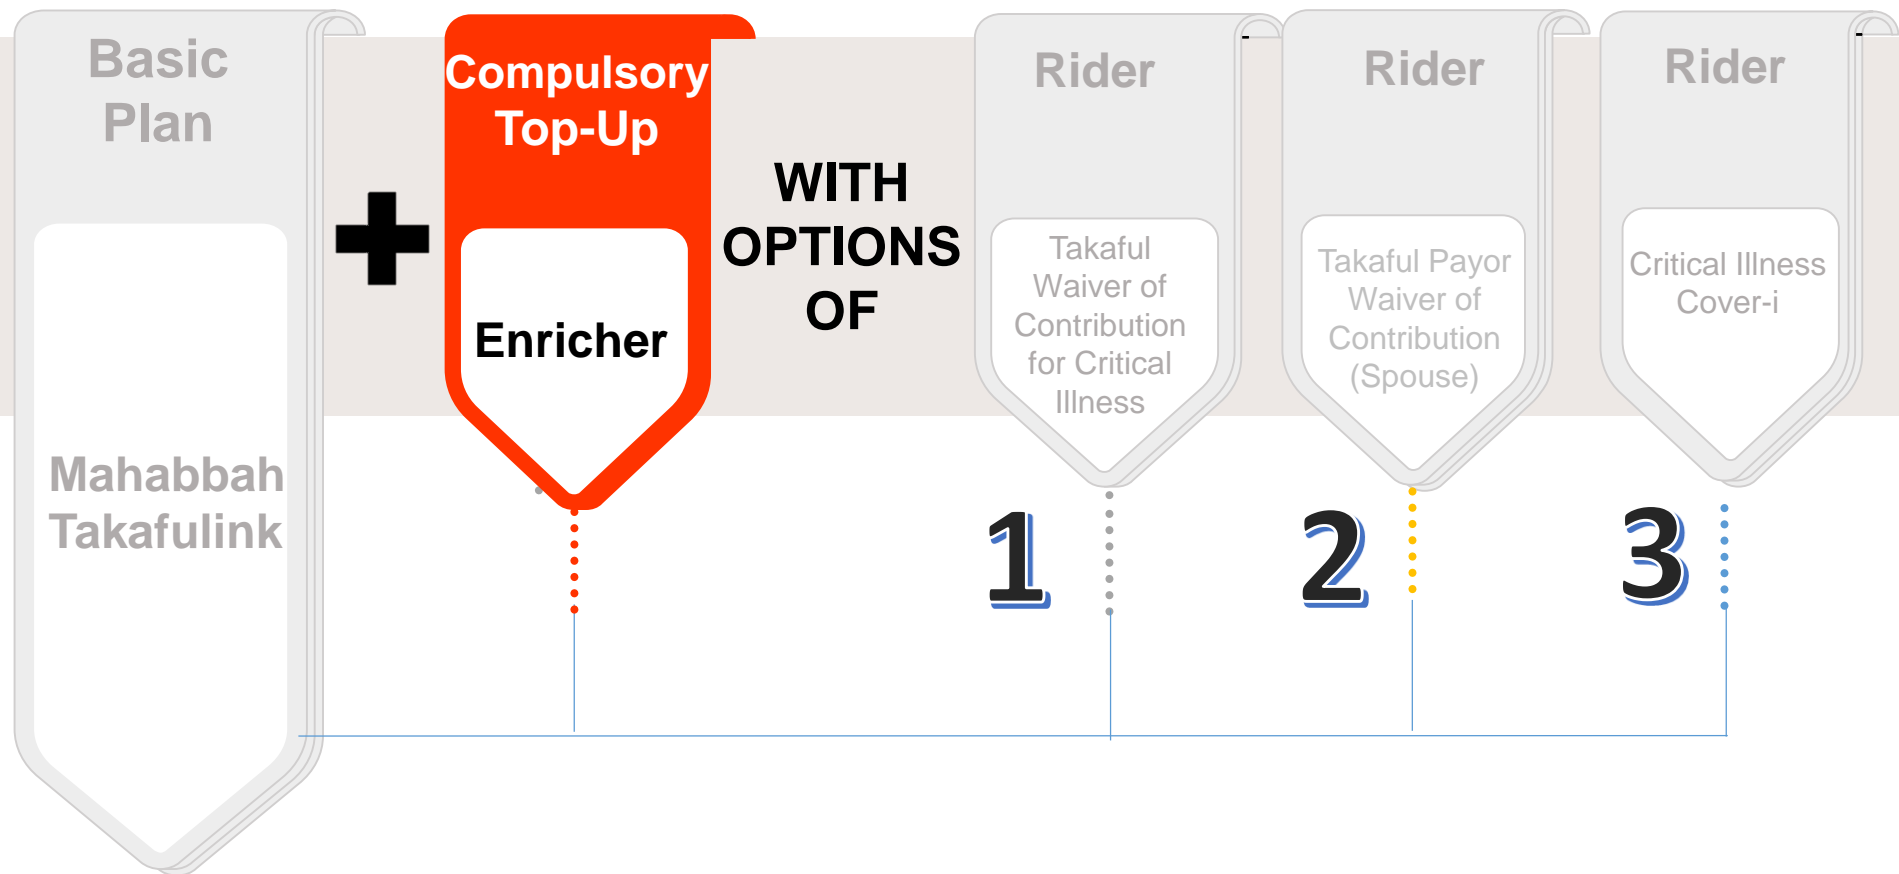 Basic
Plan
Mahabbah
Takafulink
Compulsory
Top-Up
Enricher
WITH
OPTIONS
OF
Rider
Takaful
Waiver of
Contribution
for Critical
Illness
1
Rider
Takaful Payor
Waiver of
Contribution
(Spouse)
2
Rider
Critical Illness
Cover-i
3